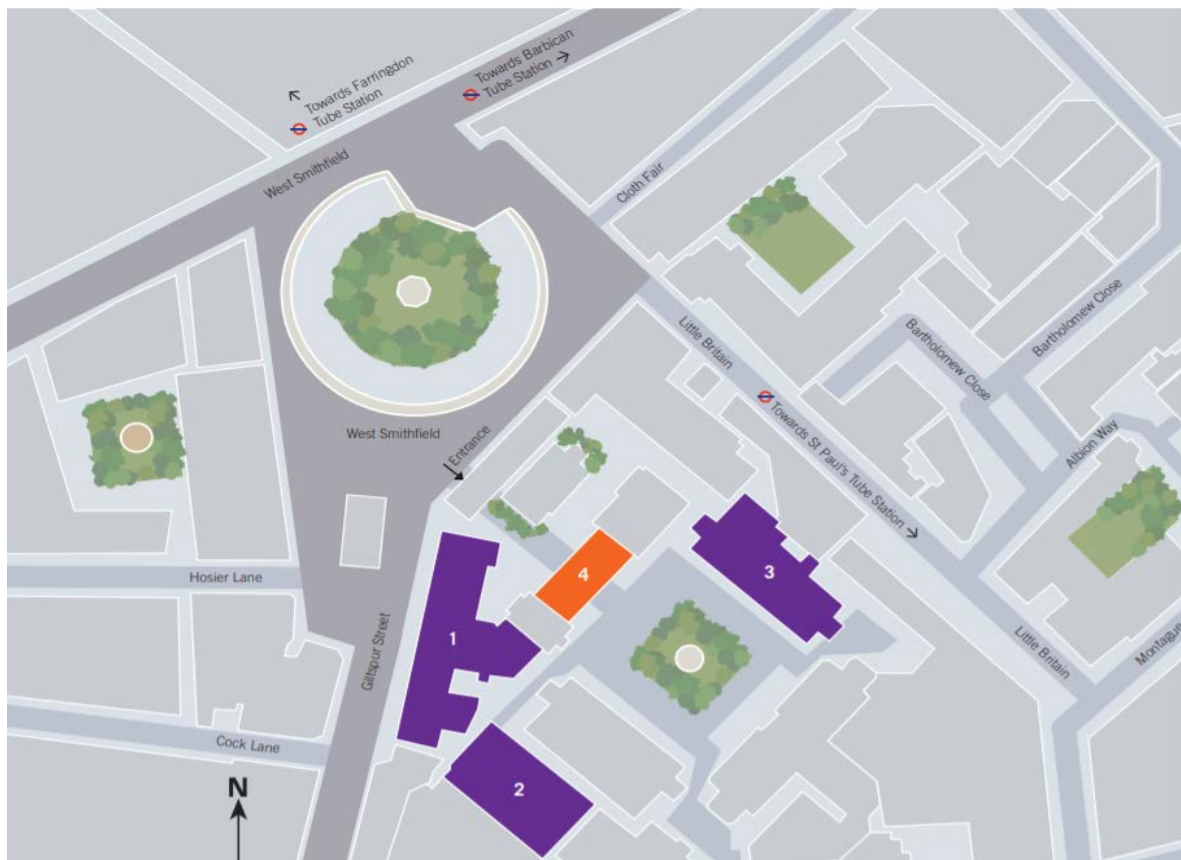 Towards Farringdon
Tube Station
Towards Barbican
Tube Station
West Smithfield
Cloth Fair
Little Britain
Bartholomew Close
Bartholomew Close
West Smithfield
Entrance
Towards St Paul's Tube Station
Albion Way
Hosier Lane
4
3
1
Giltspur Street
Little Britain
Montague
Cock Lane
2
N